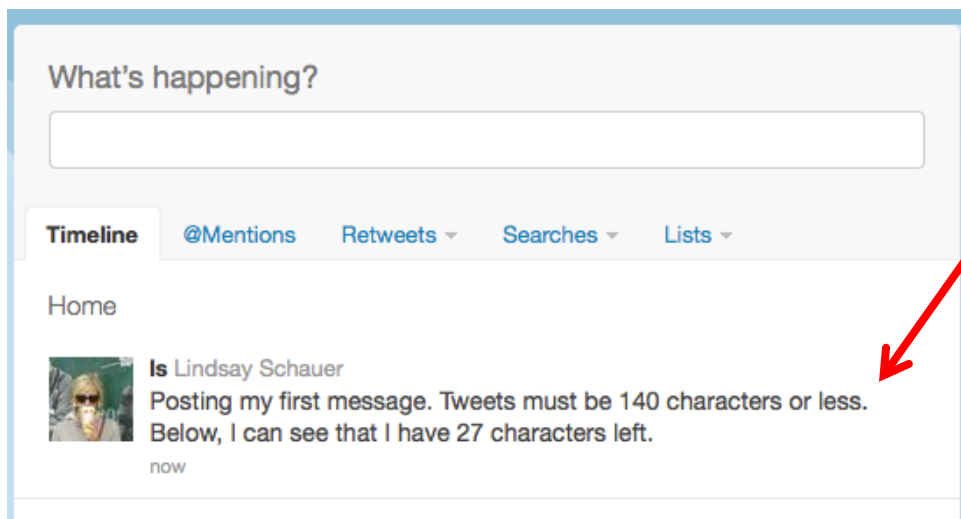 What's happening?
Timeline @Mentions Retweets Searches Lists
Home
ls Lindsay Schauer
Posting my first message. Tweets must be 140 characters or less.
Below, I can see that I have 27 characters left.
now